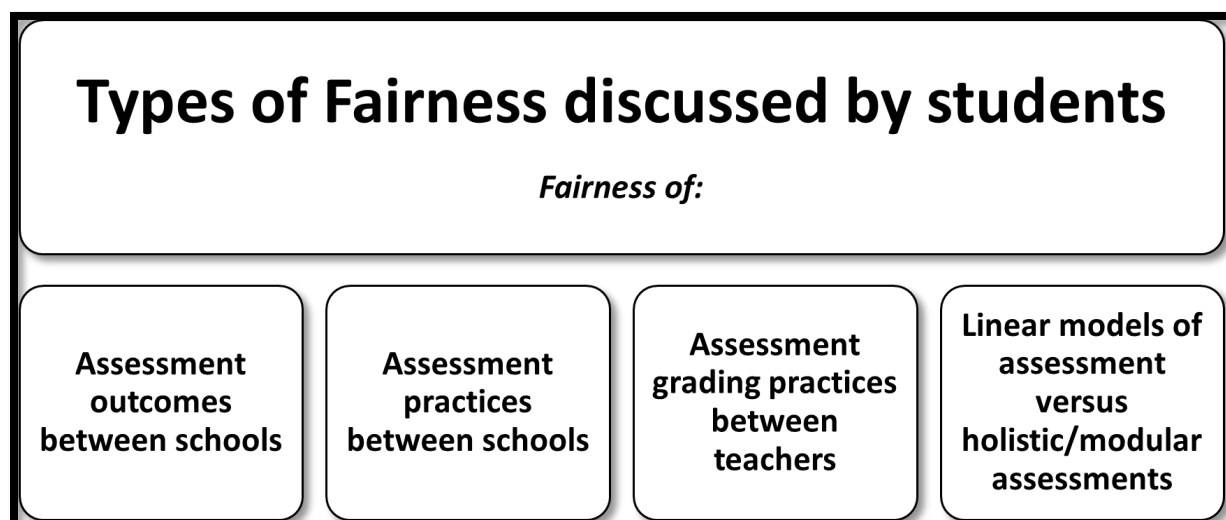 Types of Fairness discussed by students
Fairness of:
Assessment
outcomes
between schools
Assessment
practices
between schools
Assessment
grading practices
between
teachers
Linear models of
assessment
versus
holistic/modular
assessments